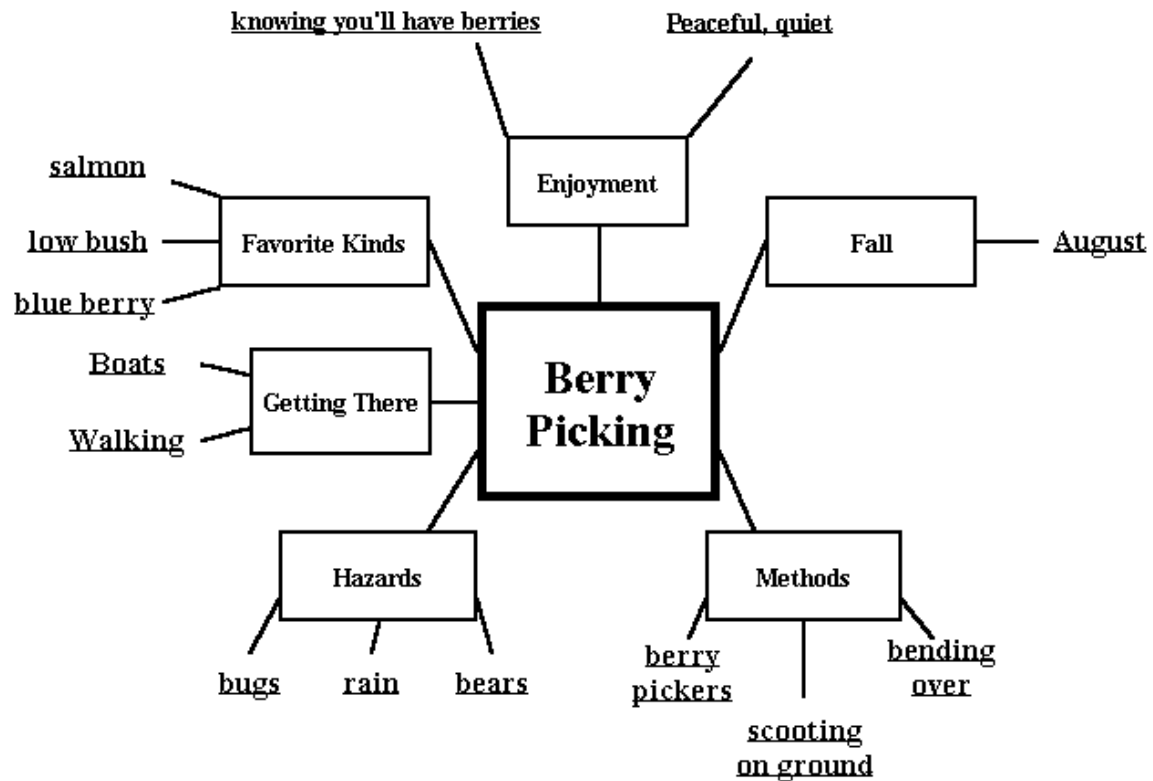 knowing you'll have berries
Peaceful, quiet
Enjoyment
salmon
low bush
blue berry
Favorite Kinds
Fall
August
Boats
Walking
Getting There
Berry
Picking
Hazards
bugs
rain
bears
Methods
berry
pickers
scooting
on ground
bending
over